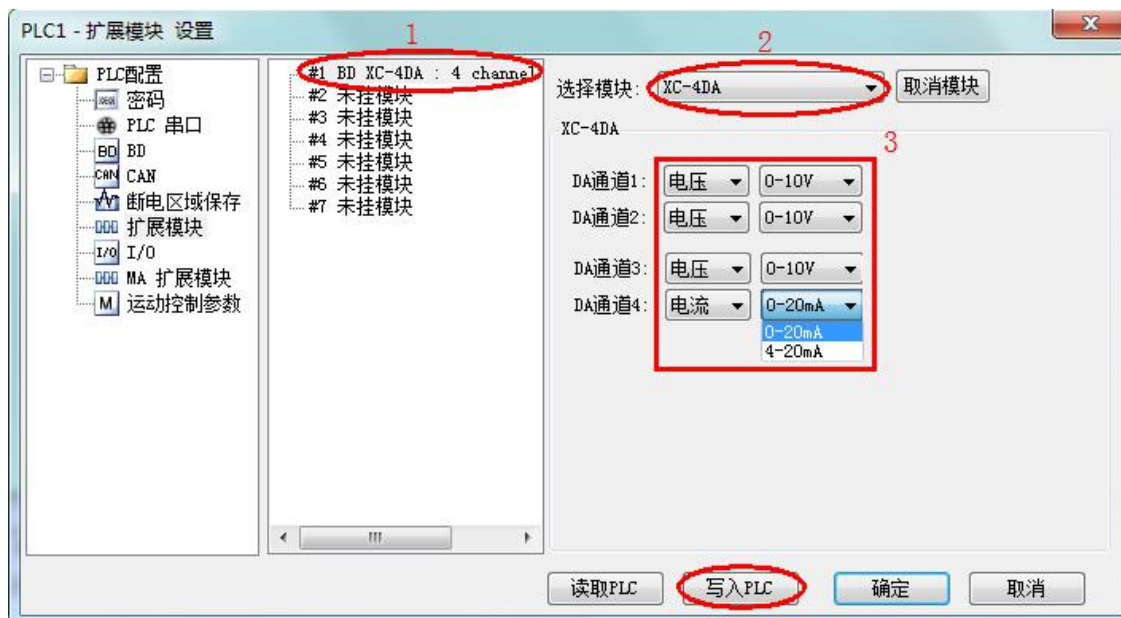 PLC1 - 扩展模块 设置
1
2
PLC配置
密码
PLC 串口
BD BD
CAN CAN
断电区域保存
扩展模块
I/O I/O
MA 扩展模块
M 运动控制参数
#1 BD XC-4DA : 4 channel
#2 未挂模块
#3 未挂模块
#4 未挂模块
#5 未挂模块
#6 未挂模块
#7 未挂模块
选择模块: XC-4DA 取消模块
XC-4DA
3
DA通道1: 电压 0-10V
DA通道2: 电压 0-10V
DA通道3: 电压 0-10V
DA通道4: 电流 0-20mA
0-20mA
4-20mA
读取PLC 写入PLC 确定 取消